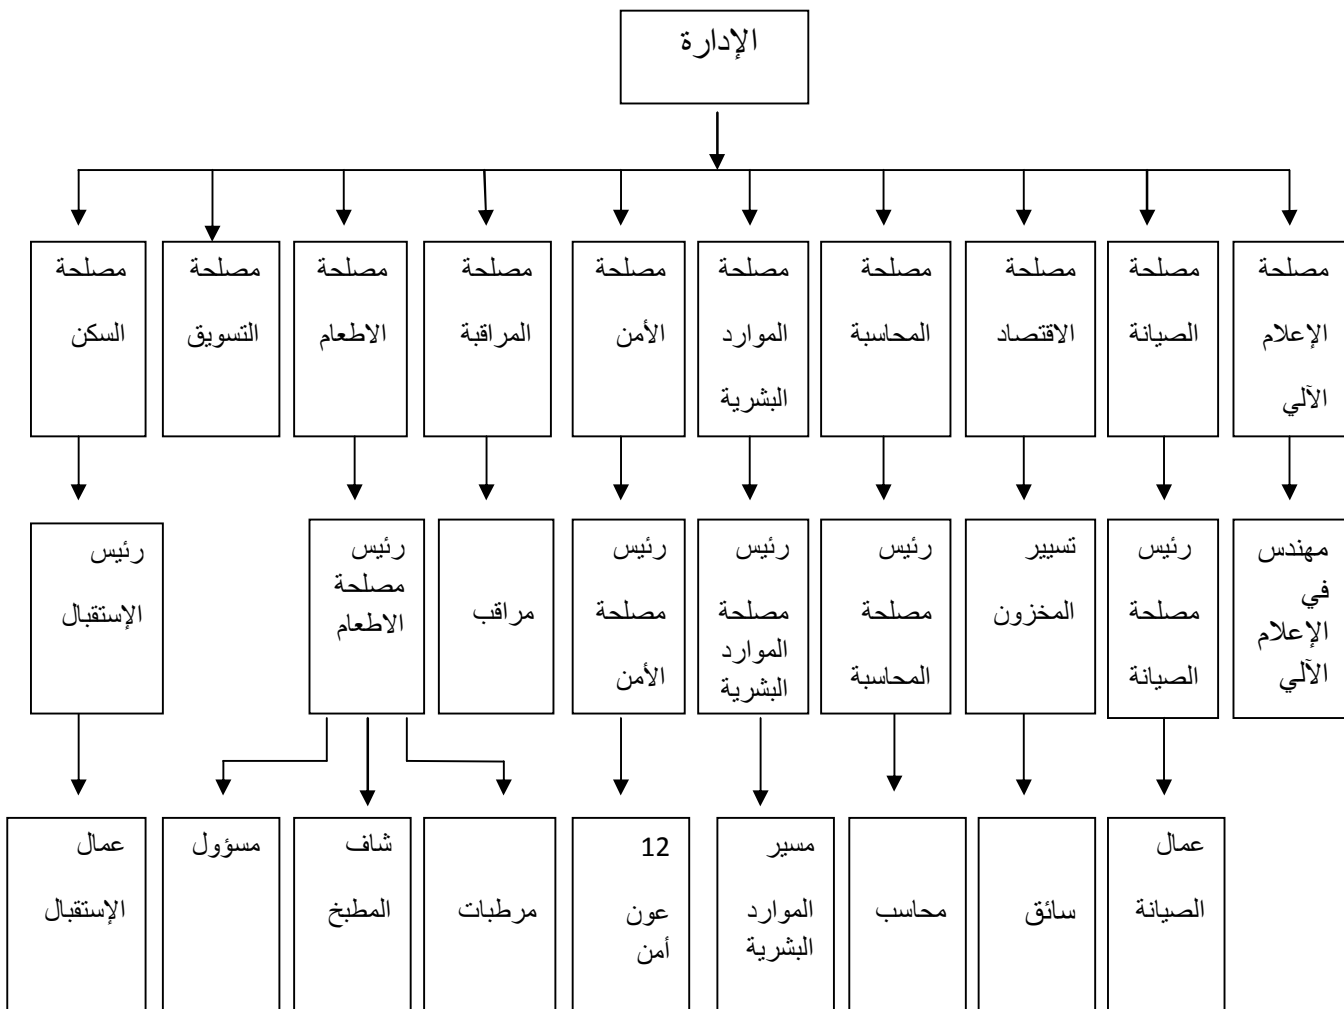 الإدارة
مصلحة
الإعلام
الآلي
مصلحة
الصيانة
مصلحة
الاقتصاد
مصلحة
المحاسبة
مصلحة
الموارد
البشرية
مصلحة
الأمن
مصلحة
المراقبة
مصلحة
الاطعام
مصلحة
التسويق
مصلحة
السكن
مهندس
في
الإعلام
الآلي
رئيس
مصلحة
الصيانة
تسيير
المخزون
رئيس
مصلحة
المحاسبة
رئيس
مصلحة
الموارد
البشرية
رئيس
مصلحة
الأمن
مراقب
رئيس
مصلحة
الاطعام
رئيس
الإستقبال
عمال
الصيانة
سائق
محاسب
مسير
الموارد
البشرية
12
عون
أمن
مرطبات
شاف
المطبخ
مسؤول
عمال
الإستقبال